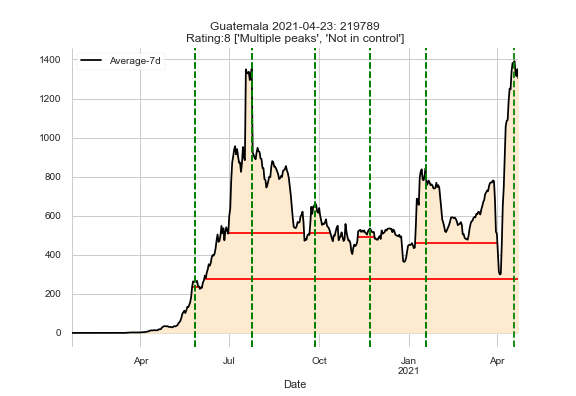 Guatemala 2021-04-23: 219789
Rating:8 ['Multiple peaks', 'Not in control']
Average-7d
1400
1200
1000
800
600
400
200
0
Apr
Jul
Oct
Jan
2021
Apr
Date